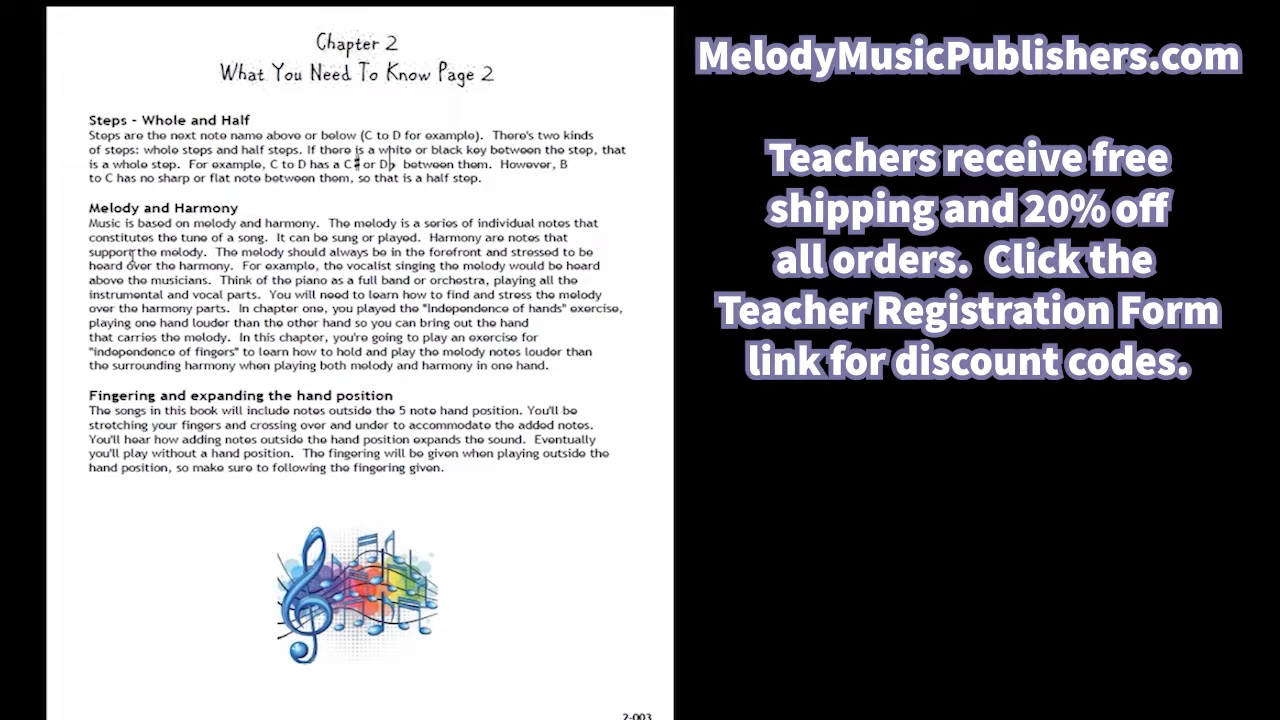 Chapter 2
What You Need To Know Page 2
Steps - Whole and Half
Steps are the next note name above or below (C to D for example).  There's two kinds
of steps: whole steps and half steps. If there is a white or black key between the step, that
is a whole step.  For example, C to D has a C♯ or D♭ between them.  However, B
to C has no sharp or flat note between them, so that is a half step.
Melody and Harmony
Music is based on melody and harmony.  The melody is a series of individual notes that
constitutes the tune of a song.  It can be sung or played.  Harmony are notes that
support the melody.  The melody should always be in the forefront and stressed to be
heard over the harmony.  For example, the vocalist singing the melody would be heard
above the musicians.  Think of the piano as a full band or orchestra, playing all the
instrumental and vocal parts.  You will need to learn how to find and stress the melody
over the harmony parts.  In chapter one, you played the "Independence of hands" exercise,
playing one hand louder than the other hand so you can bring out the hand
that carries the melody.  In this chapter, you're going to play an exercise for
"independence of fingers" to learn how to hold and play the melody notes louder than
the surrounding harmony when playing both melody and harmony in one hand.
Fingering and expanding the hand position
The songs in this book will include notes outside the 5 note hand position. You'll be
stretching your fingers and crossing over and under to accommodate the added notes.
You'll hear how adding notes outside the hand position expands the sound.  Eventually
you'll play without a hand position.  The fingering will be given when playing outside the
hand position, so make sure to following the fingering given.
2-003
MelodyMusicPublishers.com
Teachers receive free
shipping and 20% off
all orders.  Click the
Teacher Registration Form
link for discount codes.